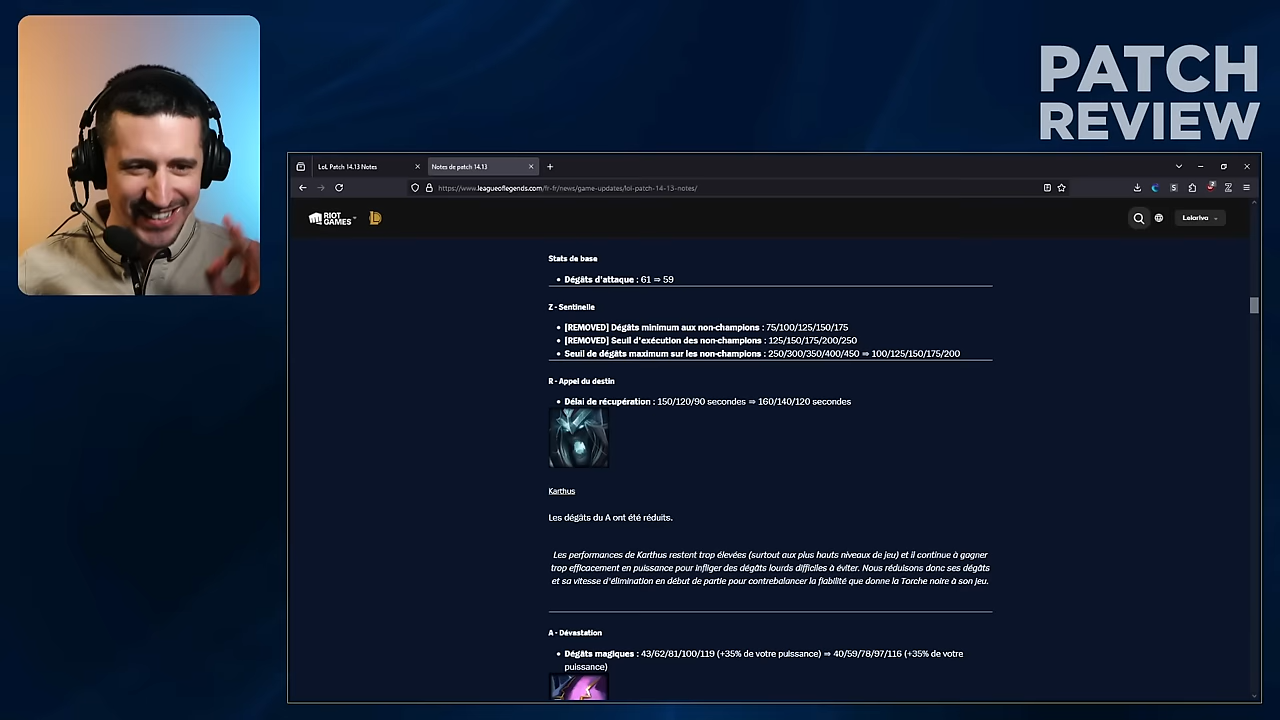 PATCH
REVIEW
LoL Patch 14.13 Notes
Notes de patch 14.13
https://www.leagueoflegends.com/fr-fr/news/game-updates/lol-patch-14-13-notes/
RIOT
GAMES
Lelariva
Stats de base
• Dégâts d'attaque : 61 ⇒ 59
Z - Sentinelle
• [REMOVED] Dégâts minimum aux non-champions : 75/100/125/150/175
• [REMOVED] Seuil d'exécution des non-champions : 125/150/175/200/250
• Seuil de dégâts maximum sur les non-champions : 250/300/350/400/450 ⇒ 100/125/150/175/200
R - Appel du destin
• Délai de récupération : 150/120/90 secondes ⇒ 160/140/120 secondes
Karthus
Les dégâts du A ont été réduits.
Les performances de Karthus restent trop élevées (surtout aux plus hauts niveaux de jeu) et il continue à gagner
trop efficacement en puissance pour infliger des dégâts lourds difficiles à éviter. Nous réduisons donc ses dégâts
et sa vitesse d'élimination en début de partie pour contrebalancer la fiabilité que donne la Torche noire à son jeu.
A - Dévastation
• Dégâts magiques : 43/62/81/100/119 (+35% de votre puissance) ⇒ 40/59/78/97/116 (+35% de votre
puissance)